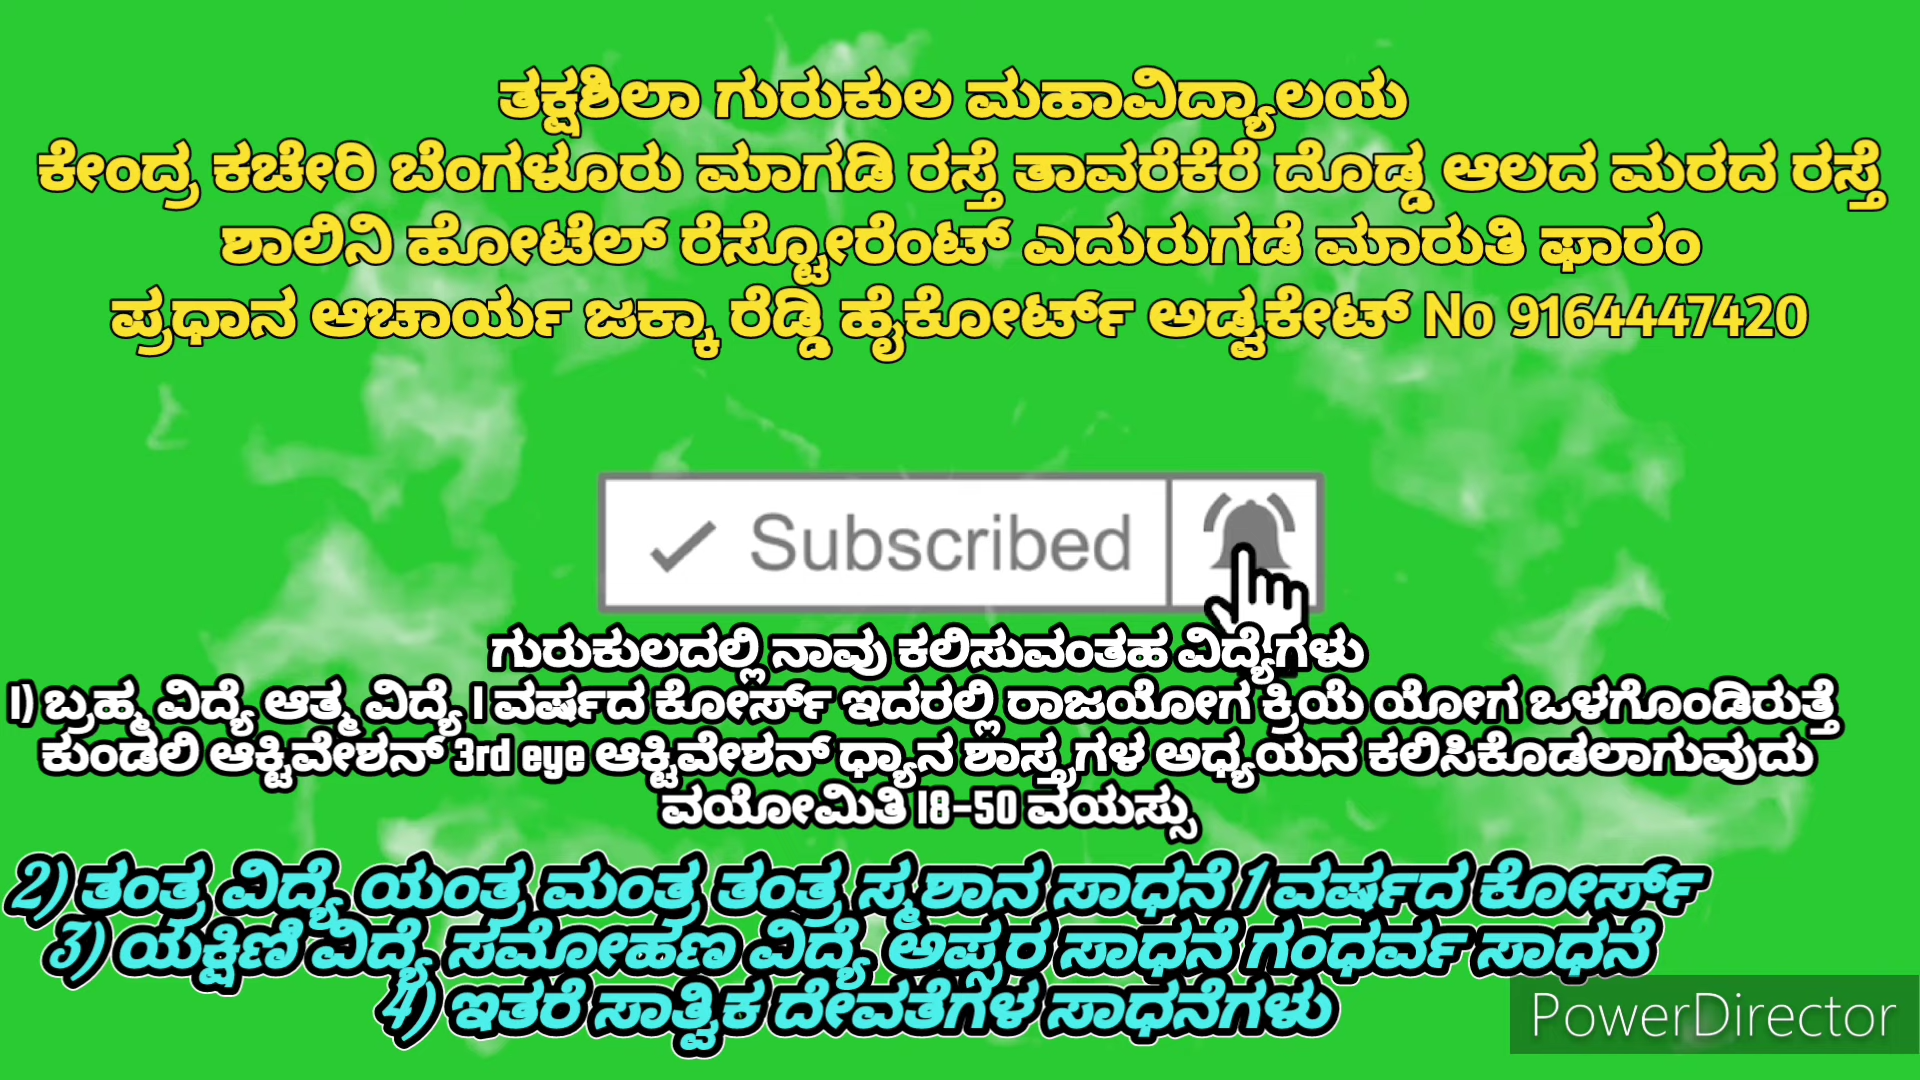 ತಕ್ಷಶಿಲಾ ಗುರುಕುಲ ಮಹಾವಿದ್ಯಾಲಯ
ಕೇಂದ್ರ ಕಚೇರಿ ಬೆಂಗಳೂರು ಮಾಗಡಿ ರಸ್ತೆ ತಾವರೆಕೆರೆ ದೊಡ್ಡ ಆಲದ ಮರದ ರಸ್ತೆ
ಶಾಲಿನಿ ಹೋಟೆಲ್ ರೆಸ್ಟೋರೆಂಟ್ ಎದುರುಗಡೆ ಮಾರುತಿ ಫಾರಂ
ಪ್ರಧಾನ ಆಚಾರ್ಯ ಜಕ್ಕಾ ರೆಡ್ಡಿ ಹೈಕೋರ್ಟ್ ಅಡ್ವಕೇಟ್ No 9164447420
Subscribed
ಗುರುಕುಲದಲ್ಲಿ ನಾವು ಕಲಿಸುವಂತಹ ವಿದ್ಯೆಗಳು
1) ಬ್ರಹ್ಮ ವಿದ್ಯೆ ಆತ್ಮ ವಿದ್ಯೆ 1 ವರ್ಷದ ಕೋರ್ಸ್ ಇದರಲ್ಲಿ ರಾಜಯೋಗ ಕ್ರಿಯೆ ಯೋಗ ಒಳಗೊಂಡಿರುತ್ತೆ
ಕುಂಡಲಿ ಆಕ್ಟಿವೇಶನ್ 3rd eye ಆಕ್ಟಿವೇಶನ್ ಧ್ಯಾನ ಶಾಸ್ತ್ರಗಳ ಅಧ್ಯಯನ ಕಲಿಸಿಕೊಡಲಾಗುವುದು
ವಯೋಮಿತಿ 18-50 ವಯಸ್ಸು
2) ತಂತ್ರ ವಿದ್ಯೆ ಯಂತ್ರ ಮಂತ್ರ ತಂತ್ರ ಸ್ಮಶಾನ ಸಾಧನೆ 1 ವರ್ಷದ ಕೋರ್ಸ್
3) ಯಕ್ಷಿಣಿ ವಿದ್ಯೆ ಸಮೋಹಣ ವಿದ್ಯೆ ಅಪ್ಸರ ಸಾಧನೆ ಗಂಧರ್ವ ಸಾಧನೆ
4) ಇತರೆ ಸಾತ್ವಿಕ ದೇವತೆಗಳ ಸಾಧನೆಗಳು
PowerDirector